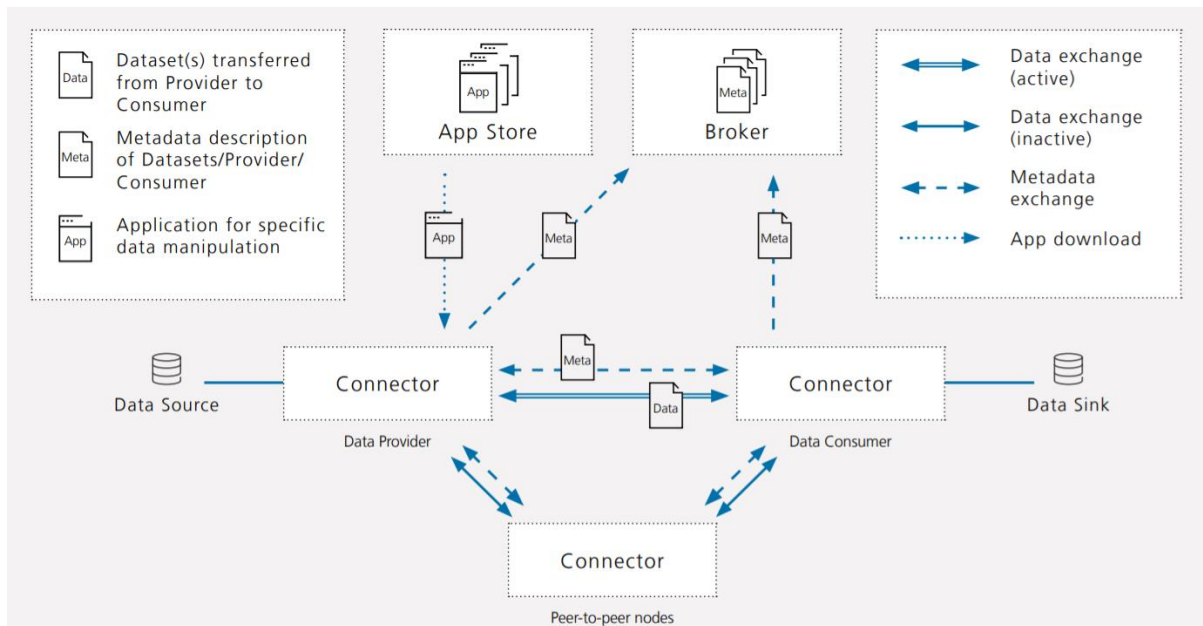 Data
Dataset(s) transferred
from Provider to
Consumer
Meta
Metadata description
of Datasets/Provider/
Consumer
App
Application for specific
data manipulation
App
App Store
Meta
Broker
Data exchange
(active)
Data exchange
(inactive)
Metadata
exchange
App download
App
Meta
Meta
Data Source
Connector
Data Provider
Meta
Data
Connector
Data Consumer
Data Sink
Connector
Peer-to-peer nodes